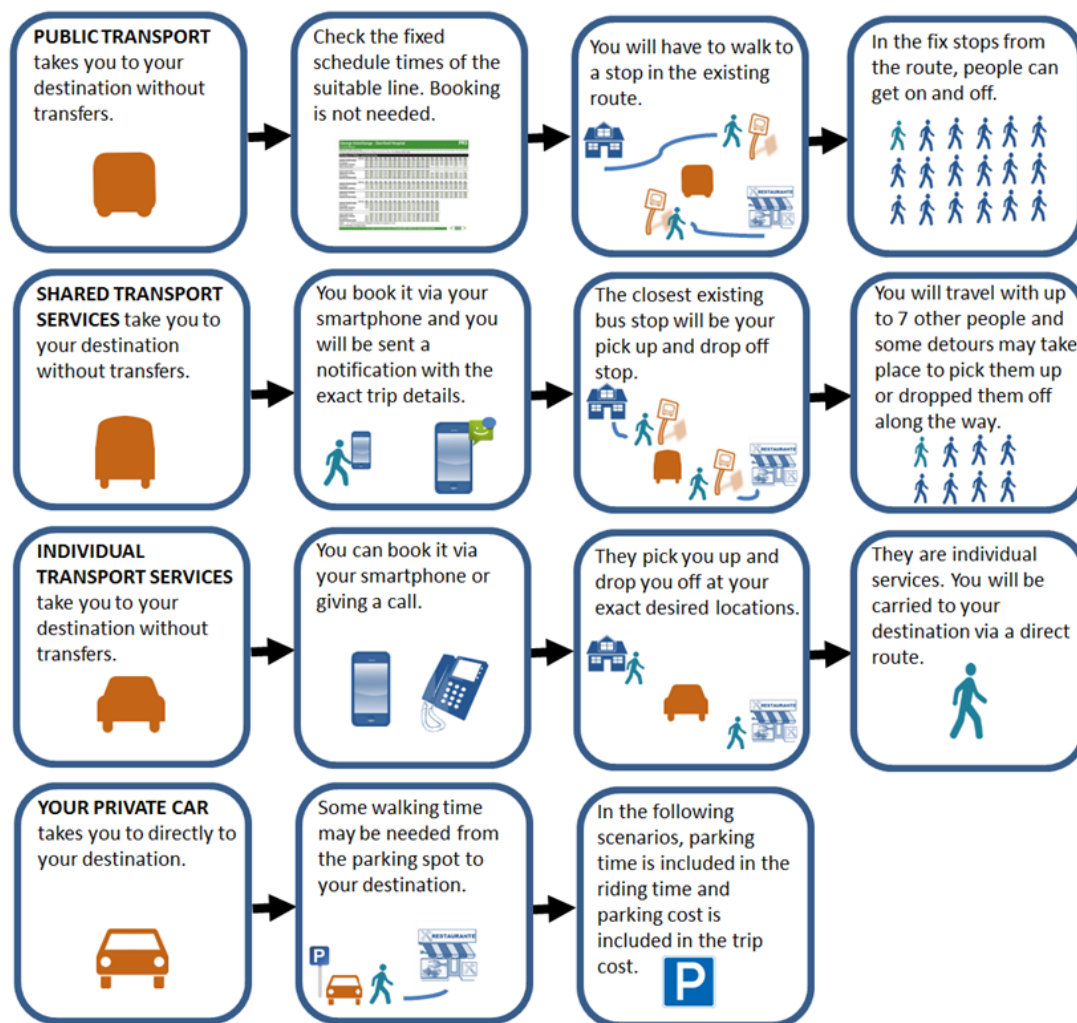 PUBLIC TRANSPORT
takes you to your
destination without
transfers.
Check the fixed
schedule times of the
suitable line. Booking
is not needed.
You will have to walk to
a stop in the existing
route.
RESTAURANTE
In the fix stops from
the route, people can
get on and off.
SHARED TRANSPORT
SERVICES take you to
your destination
without transfers.
You book it via your
smartphone and you
will be sent a
notification with the
exact trip details.
The closest existing
bus stop will be your
pick up and drop off
stop.
RESTAURANTE
You will travel with up
to 7 other people and
some detours may take
place to pick them up
or dropped them off
along the way.
INDIVIDUAL
TRANSPORT SERVICES
take you to your
destination without
transfers.
You can book it via
your smartphone or
giving a call.
They pick you up and
drop you off at your
exact desired locations.
RESTAURANTE
They are individual
services. You will be
carried to your
destination via a direct
route.
YOUR PRIVATE CAR
takes you to directly to
your destination.
Some walking time
may be needed from
the parking spot to
your destination.
P
RESTAURANTE
In the following
scenarios, parking
time is included in the
riding time and
parking cost is
included in the trip
cost.
P